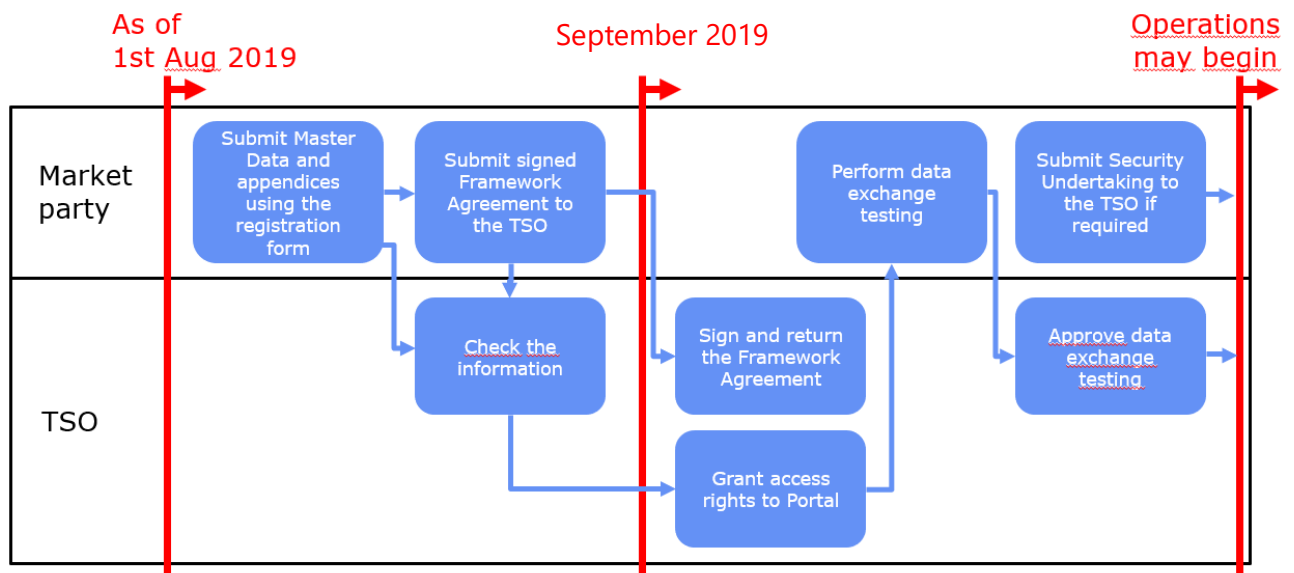 As of
1st Aug 2019
September 2019
Operations
may begin
Market
party
Submit Master
Data and
appendices
using the
registration
form
Submit signed
Framework
Agreement to
the TSO
Perform data
exchange
testing
Submit Security
Undertaking to
the TSO if
required
TSO
Check the
information
Sign and return
the Framework
Agreement
Approve data
exchange
testing
Grant access
rights to Portal